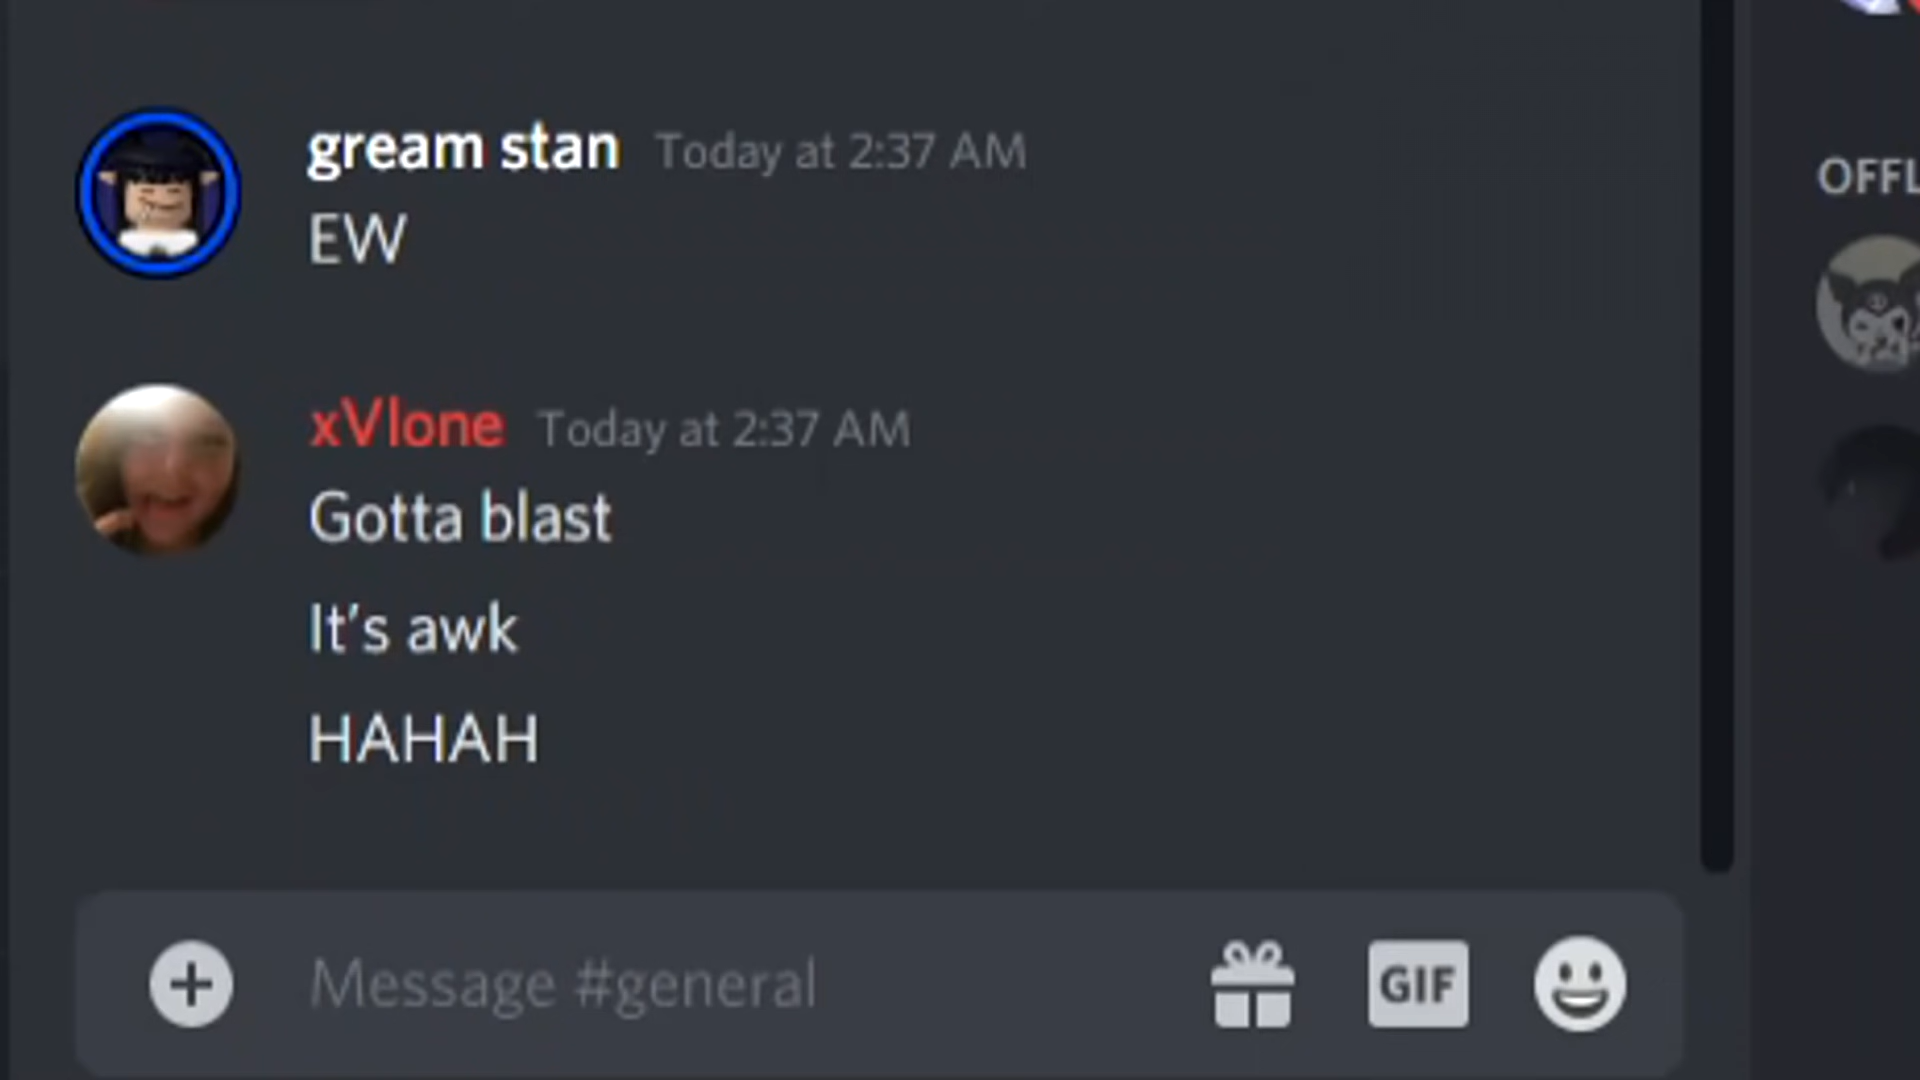 gream stan Today at 2:37 AM
EW
xVlone Today at 2:37 AM
Gotta blast
It's awk
HAHAH
Message #general
GIF
OFFL